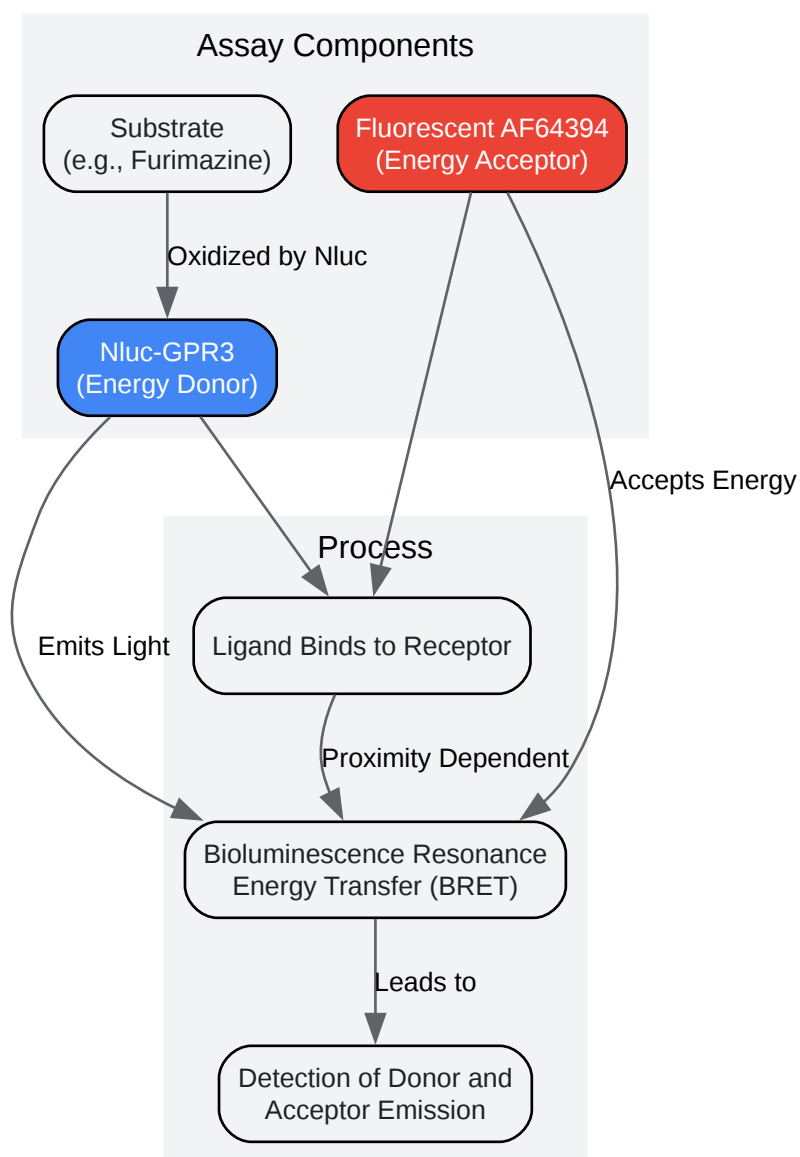 Assay Components
Substrate
(e.g., Furimazine)
Fluorescent AF64394
(Energy Acceptor)
Oxidized by Nluc
Nluc-GPR3
(Energy Donor)
Accepts Energy
Process
Emits Light
Ligand Binds to Receptor
Proximity Dependent
Bioluminescence Resonance
Energy Transfer (BRET)
Leads to
Detection of Donor and
Acceptor Emission